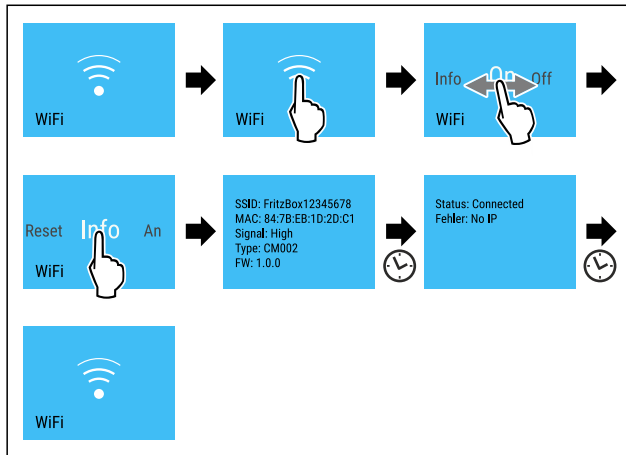 WiFi
WiFi
Info On Off
WiFi
Reset Info An
WiFi
SSID: FritzBox12345678
MAC: 84:7B:EB:1D:2D:C1
Signal: High
Type: CM002
FW: 1.0.0
Status: Connected
Fehler: No IP
WiFi